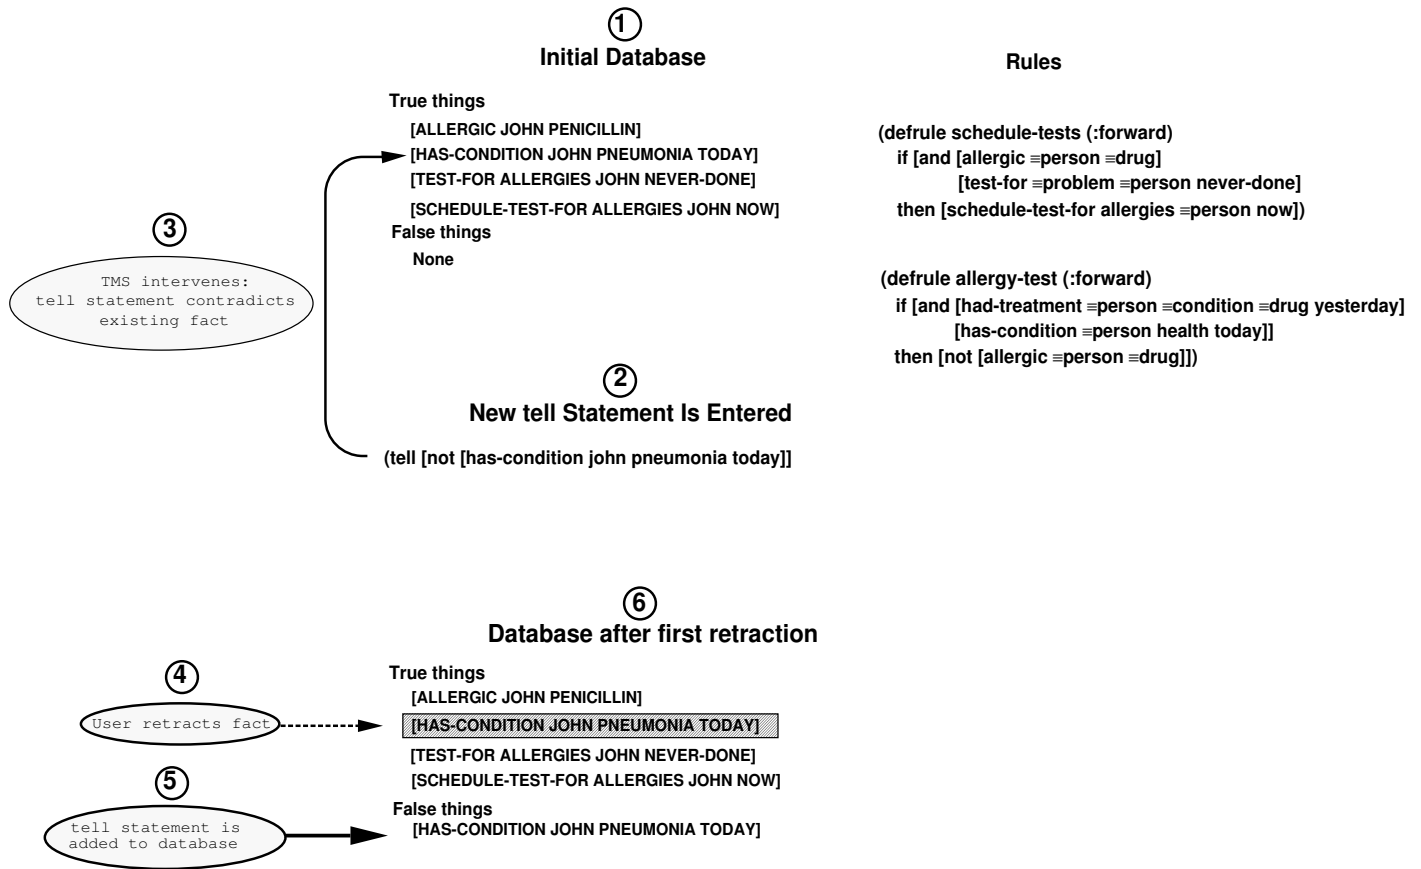 1
Initial Database
Rules
True things
[ALLERGIC JOHN PENICILLIN]
[HAS-CONDITION JOHN PNEUMONIA TODAY]
[TEST-FOR ALLERGIES JOHN NEVER-DONE]
[SCHEDULE-TEST-FOR ALLERGIES JOHN NOW]
False things
None
(defrule schedule-tests (:forward)
if [and [allergic ≡person ≡drug]
[test-for ≡problem ≡person never-done]
then [schedule-test-for allergies ≡person now])
(defrule allergy-test (:forward)
if [and [had-treatment ≡person ≡condition ≡drug yesterday]
[has-condition ≡person health today]]
then [not [allergic ≡person ≡drug]])
3
TMS intervenes:
tell statement contradicts
existing fact
2
New tell Statement Is Entered
(tell [not [has-condition john pneumonia today]]
6
Database after first retraction
4
User retracts fact
True things
[ALLERGIC JOHN PENICILLIN]
[HAS-CONDITION JOHN PNEUMONIA TODAY]
[TEST-FOR ALLERGIES JOHN NEVER-DONE]
[SCHEDULE-TEST-FOR ALLERGIES JOHN NOW]
5
tell statement is
added to database
False things
[HAS-CONDITION JOHN PNEUMONIA TODAY]